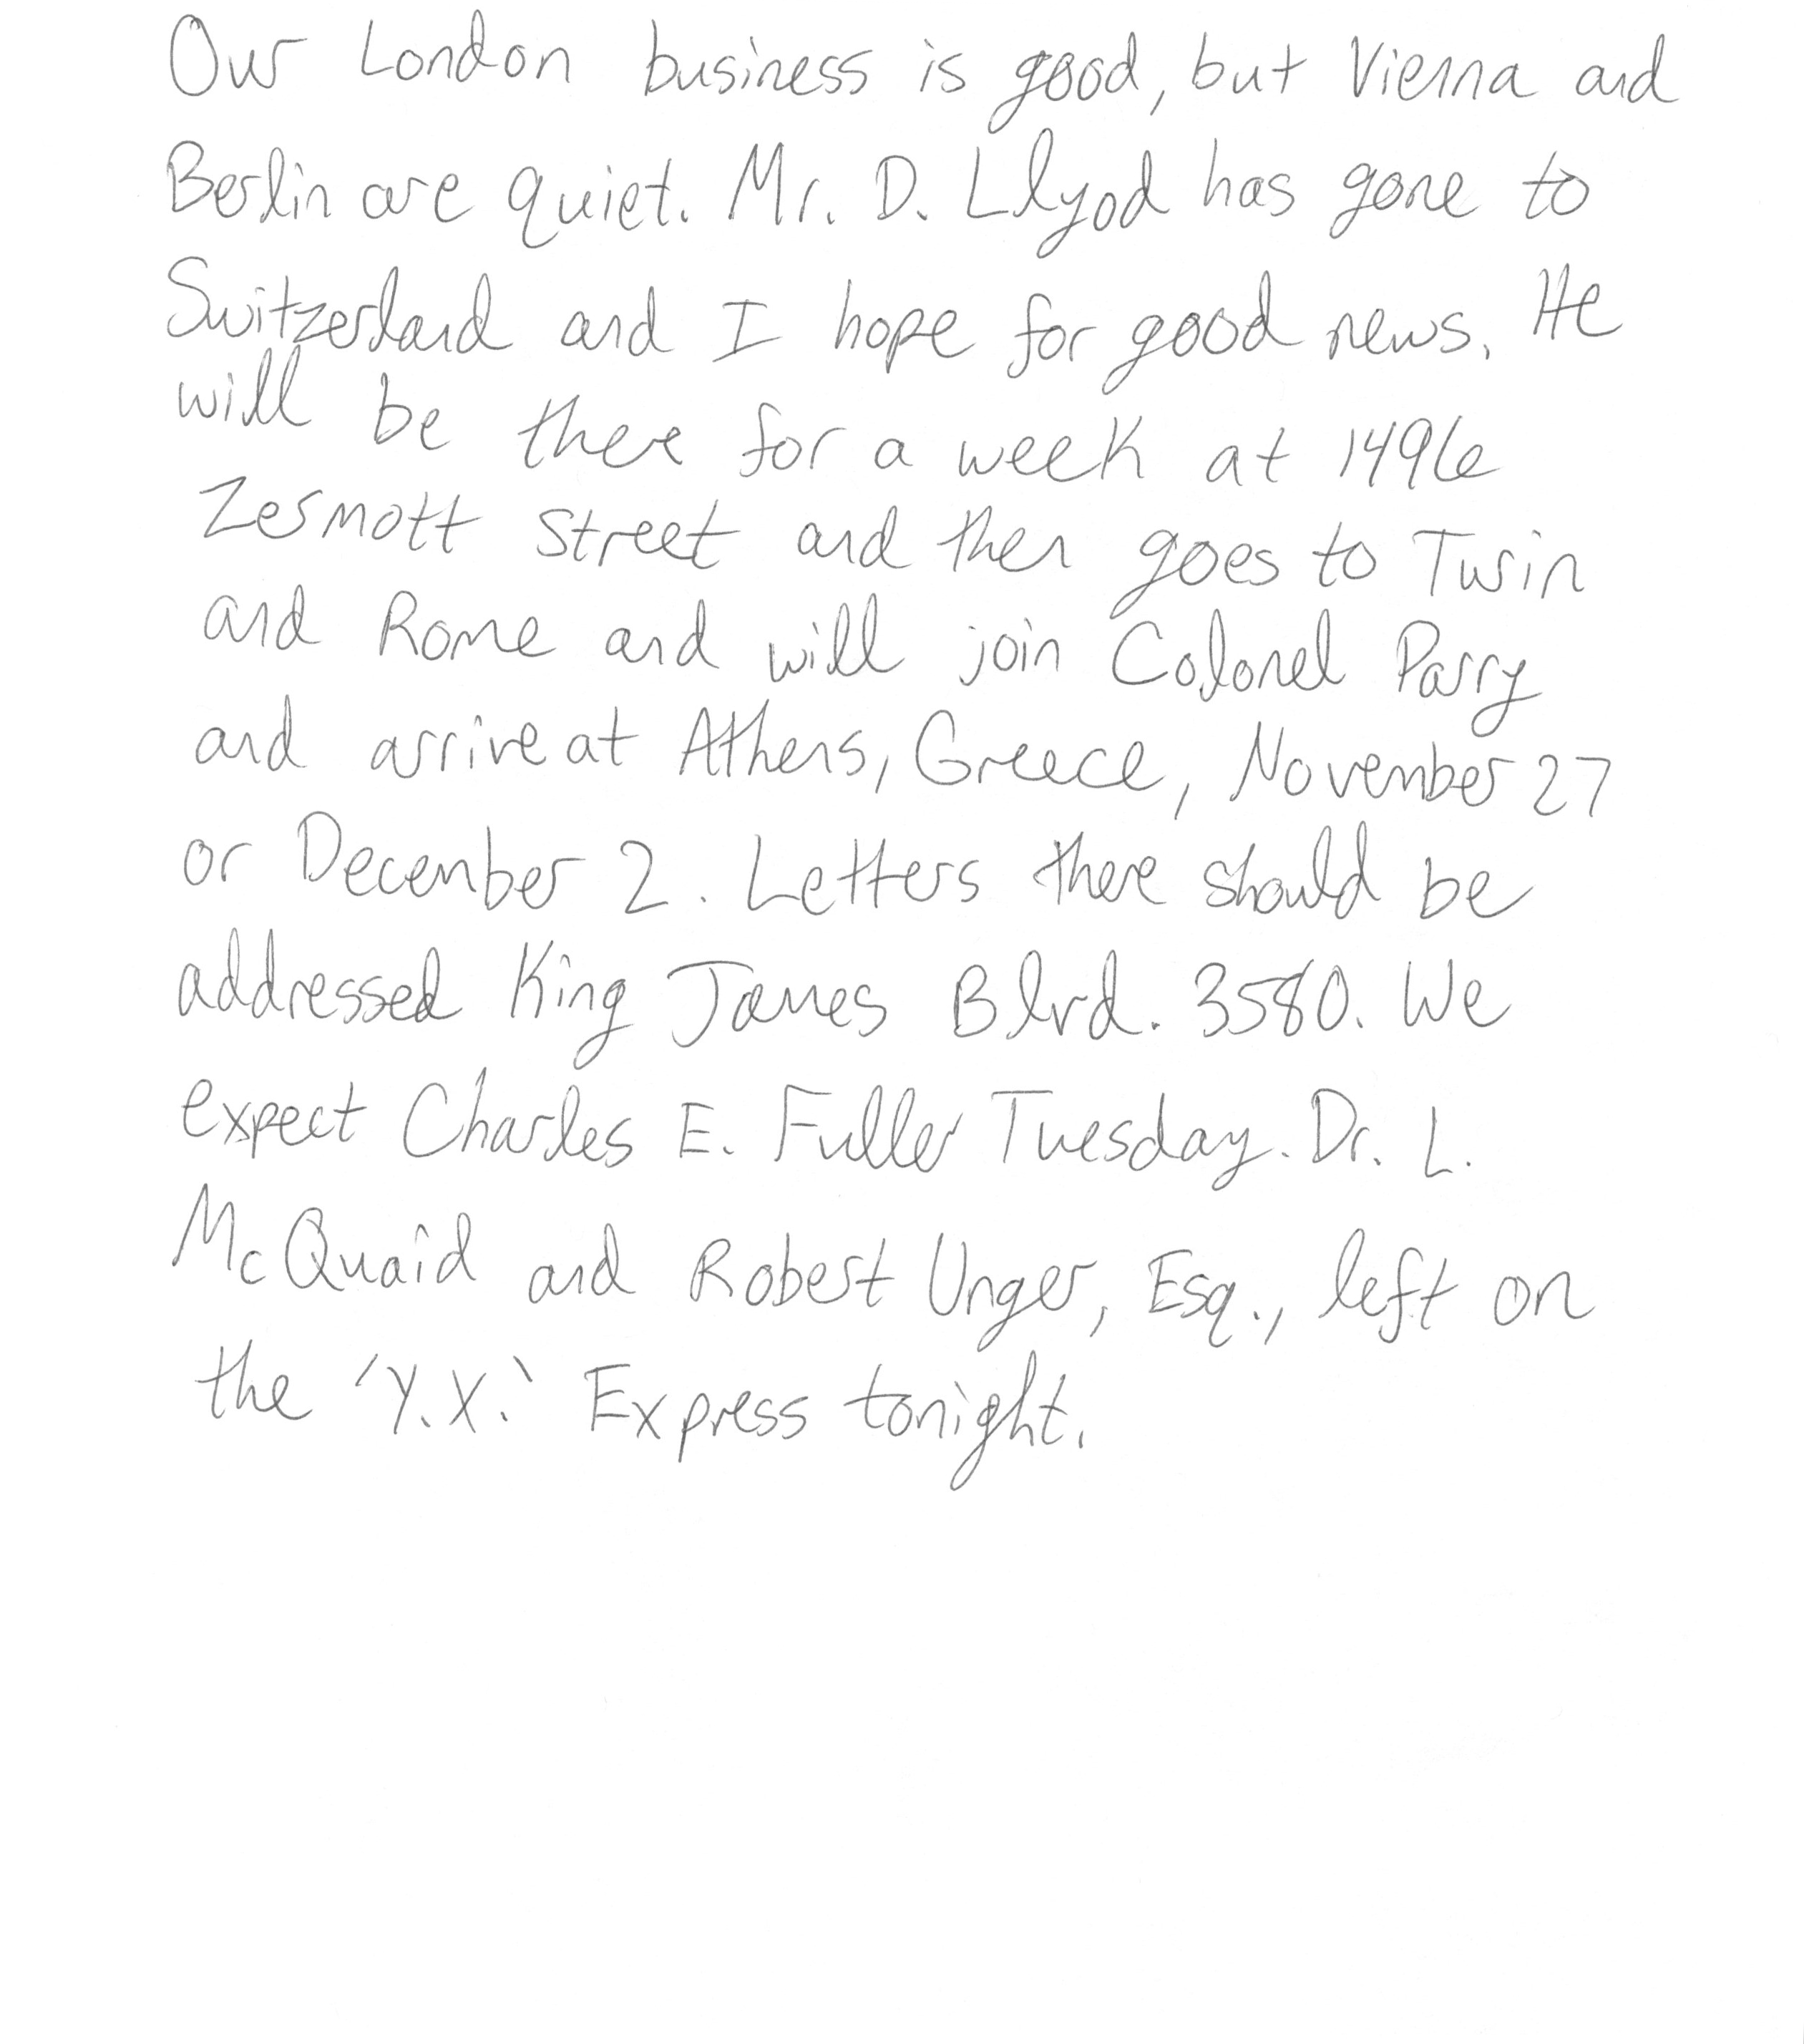 Our London business is good, but Vienna and
Berlin are quiet. Mr. D. Llyod has gone to
Switzerland and I hope for good news. He
will be there for a week at 1496
Zermott Street and then goes to Turin
and Rome and will join Colonel Parry
and arrive at Athens, Greece, November 27
or December 2. Letters there should be
addressed King James Blvd. 3580. We
expect Charles E. Fuller Tuesday. Dr. L.
McQuaid and Robert Unger, Esq., left on
the 'Y.X.' Express tonight.